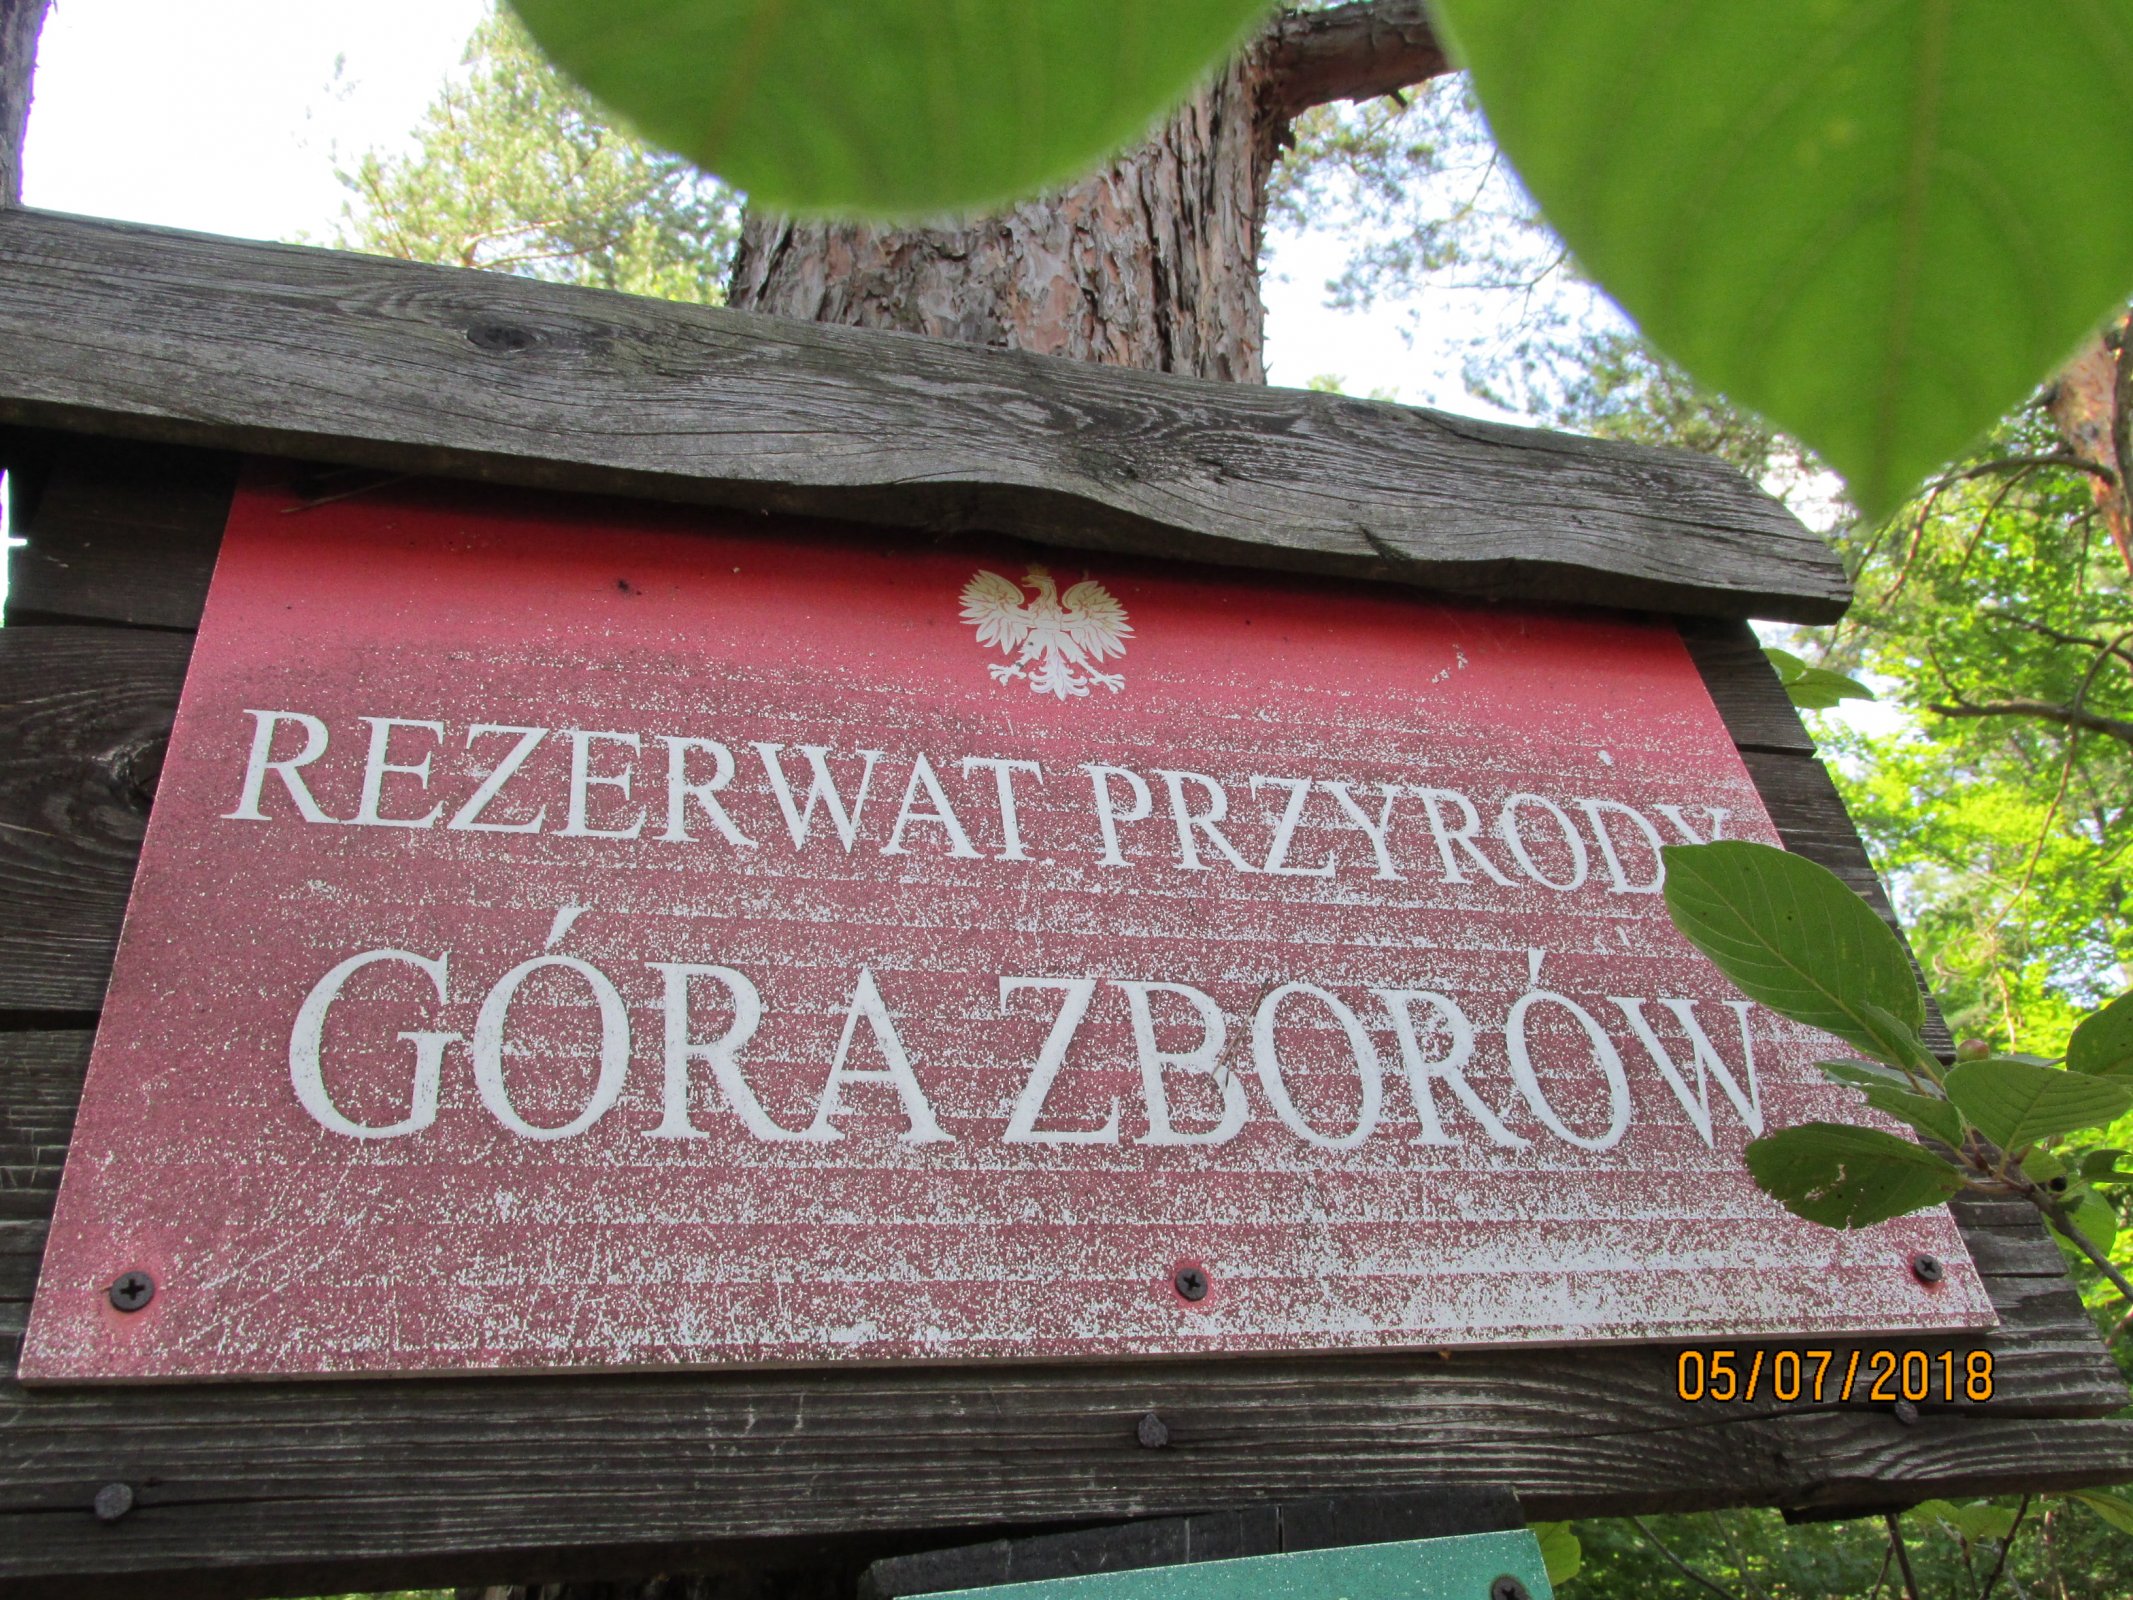 REZERWAT PRZYRODY
GÓRA ZBORÓW
05/07/2018